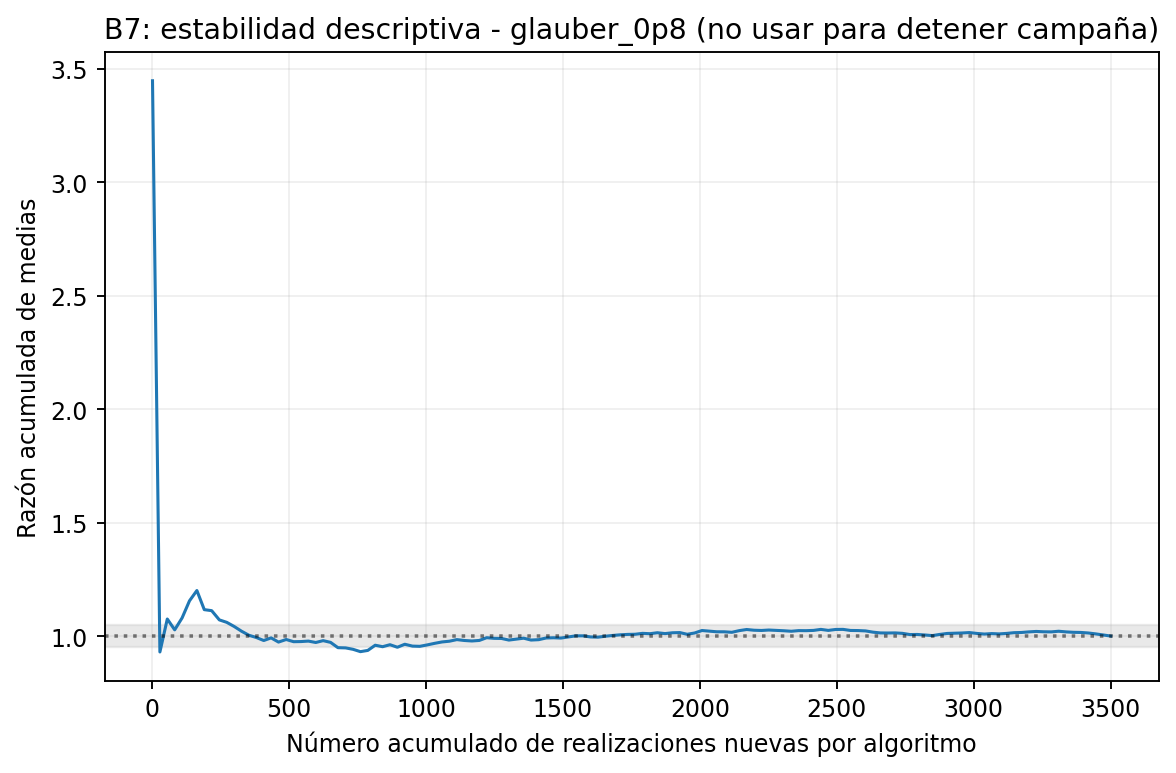 B7: estabilidad descriptiva - glauber_0p8 (no usar para detener campaña)
3.5
3.0
2.5
2.0
1.5
1.0
Razón acumulada de medias
0 500 1000 1500 2000 2500 3000 3500
Número acumulado de realizaciones nuevas por algoritmo